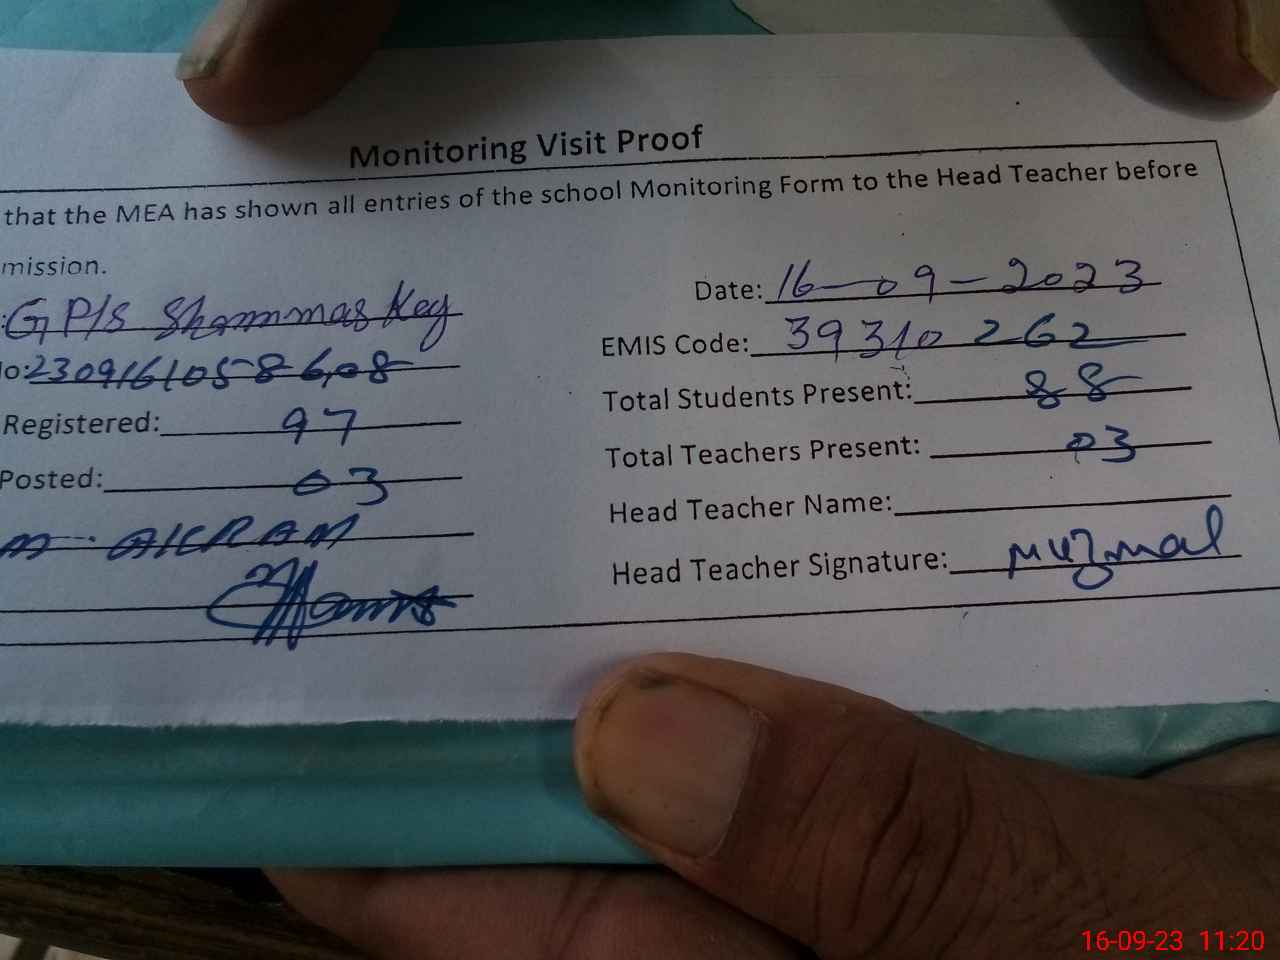 Monitoring Visit Proof
that the MEA has shown all entries of the school Monitoring Form to the Head Teacher before
mission.
Date: 16-09-2023
: GP/S Shammas Key
EMIS Code: 39310262
lo: 23091610586,08
Total Students Present: 88
Registered: 97
Total Teachers Present: 03
Posted: 03
Head Teacher Name:
M. AKRAM
Head Teacher Signature: Muzmal
16-09-23 11:20